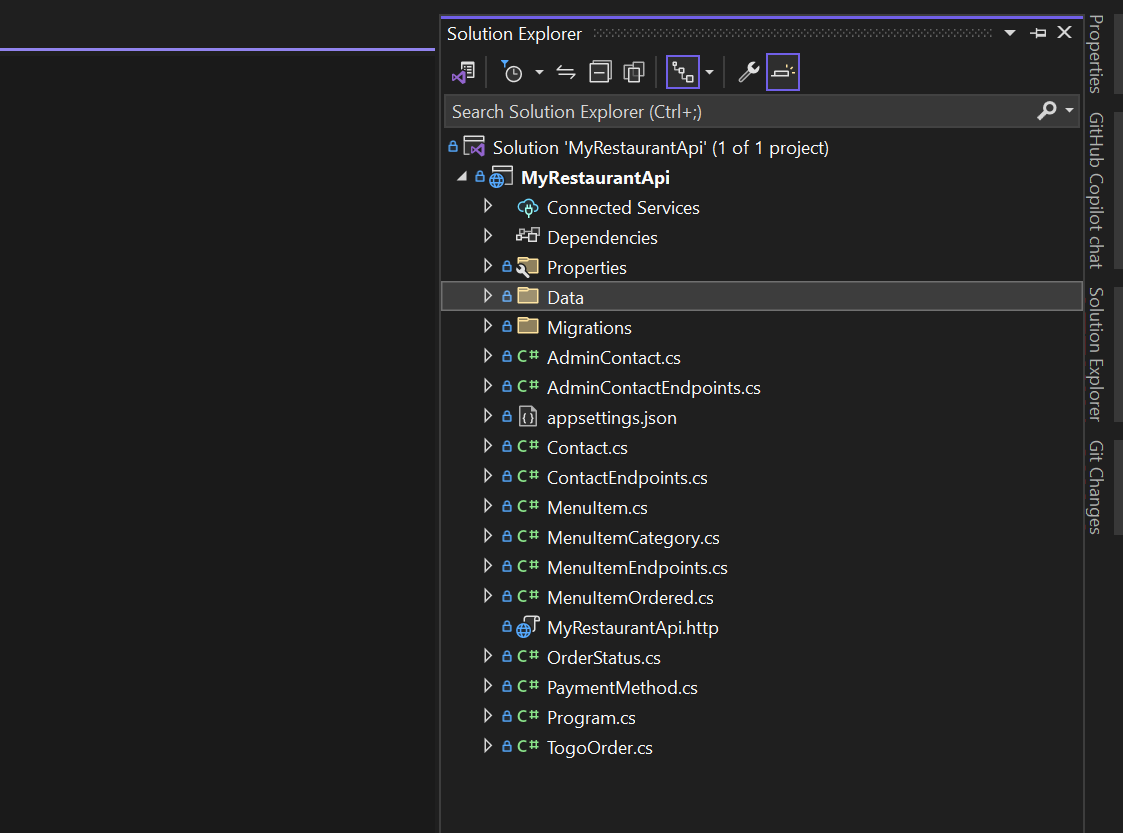 Solution Explorer
Search Solution Explorer (Ctrl+;)
Solution 'MyRestaurantApi' (1 of 1 project)
MyRestaurantApi
Connected Services
Dependencies
Properties
Data
Migrations
C# AdminContact.cs
C# AdminContactEndpoints.cs
appsettings.json
C# Contact.cs
C# ContactEndpoints.cs
C# MenuItem.cs
C# MenuItemCategory.cs
C# MenuItemEndpoints.cs
C# MenuItemOrdered.cs
MyRestaurantApi.http
C# OrderStatus.cs
C# PaymentMethod.cs
C# Program.cs
C# TogoOrder.cs
Properties
GitHub Copilot chat
Solution Explorer
Git Changes